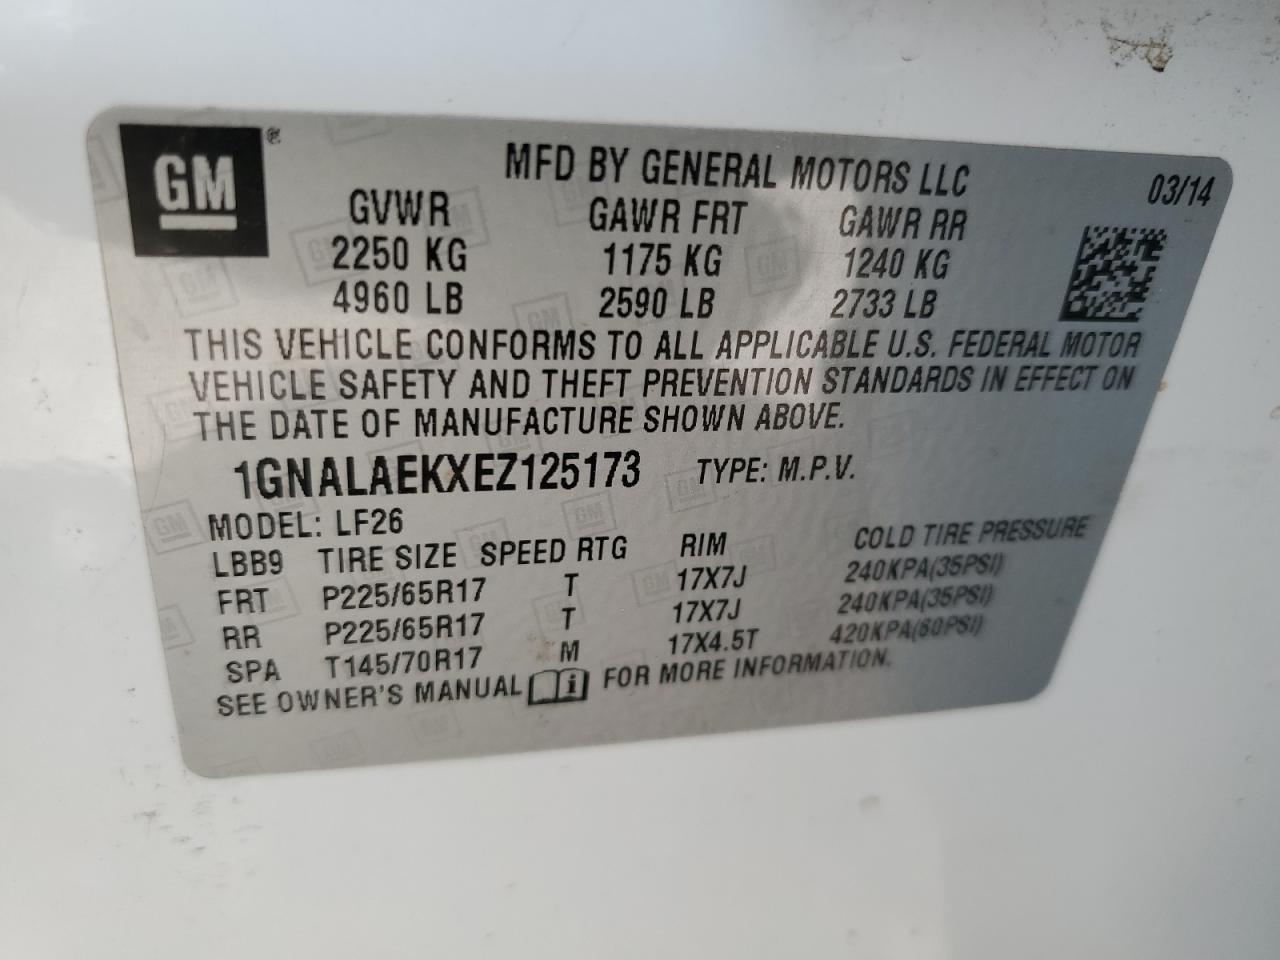 GM ®
MFD BY GENERAL MOTORS LLC 03/14
GVWR GAWR FRT GAWR RR
2250 KG 1175 KG 1240 KG
4960 LB 2590 LB 2733 LB
THIS VEHICLE CONFORMS TO ALL APPLICABLE U.S. FEDERAL MOTOR
VEHICLE SAFETY AND THEFT PREVENTION STANDARDS IN EFFECT ON
THE DATE OF MANUFACTURE SHOWN ABOVE.
1GNALAEKXEZ125173 TYPE: M.P.V.
MODEL: LF26
LBB9 TIRE SIZE SPEED RTG RIM COLD TIRE PRESSURE
FRT P225/65R17 T 17X7J 240KPA(35PSI)
RR P225/65R17 T 17X7J 240KPA(35PSI)
SPA T145/70R17 M 17X4.5T 420KPA(60PSI)
SEE OWNER'S MANUAL i FOR MORE INFORMATION.